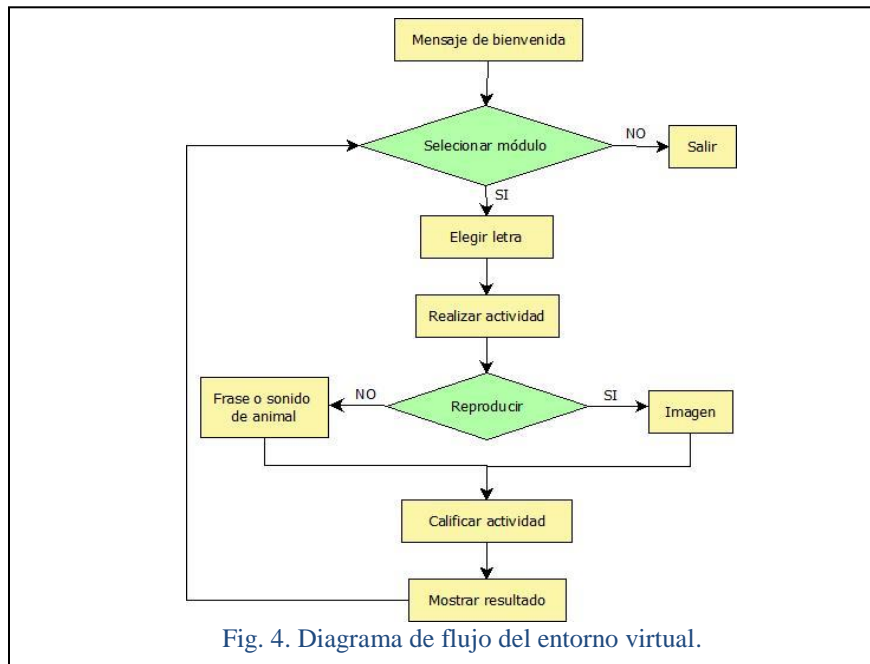 Mensaje de bienvenida
Selecionar módulo
NO
Salir
SI
Elegir letra
Realizar actividad
Frase o sonido
de animal
NO
Reproducir
SI
Imagen
Calificar actividad
Mostrar resultado
Fig. 4. Diagrama de flujo del entorno virtual.